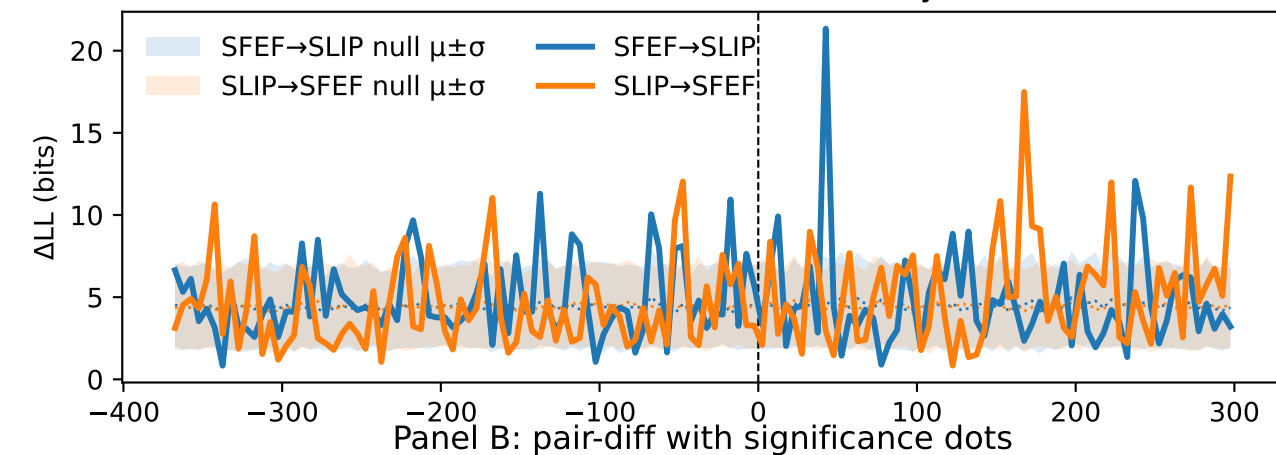 SFEF→SLIP null μ±σ
SLIP→SFEF null μ±σ
SFEF→SLIP
SLIP→SFEF
ΔLL (bits)
20
15
10
5
0
−400 −300 −200 −100 0 100 200 300
Panel B: pair-diff with significance dots